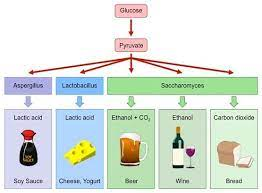 Glucose
Pyruvate
Aspergillus
Lactobacillus
Saccharomyces
Lactic acid
Lactic acid
Ethanol + CO₂
Ethanol
Carbon dioxide
Soy Sauce
Cheese, Yogurt
Beer
Wine
Bread